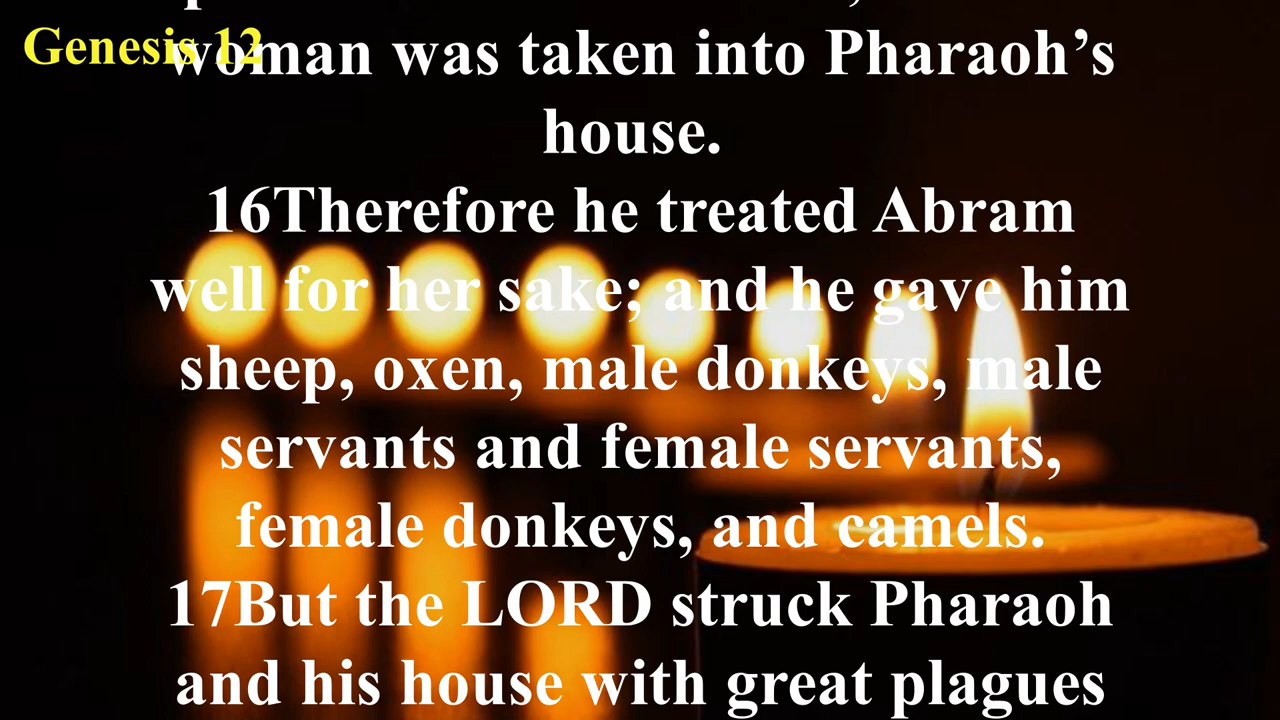 Genesis 12
woman was taken into Pharaoh’s
house.
16Therefore he treated Abram
well for her sake; and he gave him
sheep, oxen, male donkeys, male
servants and female servants,
female donkeys, and camels.
17But the LORD struck Pharaoh
and his house with great plagues